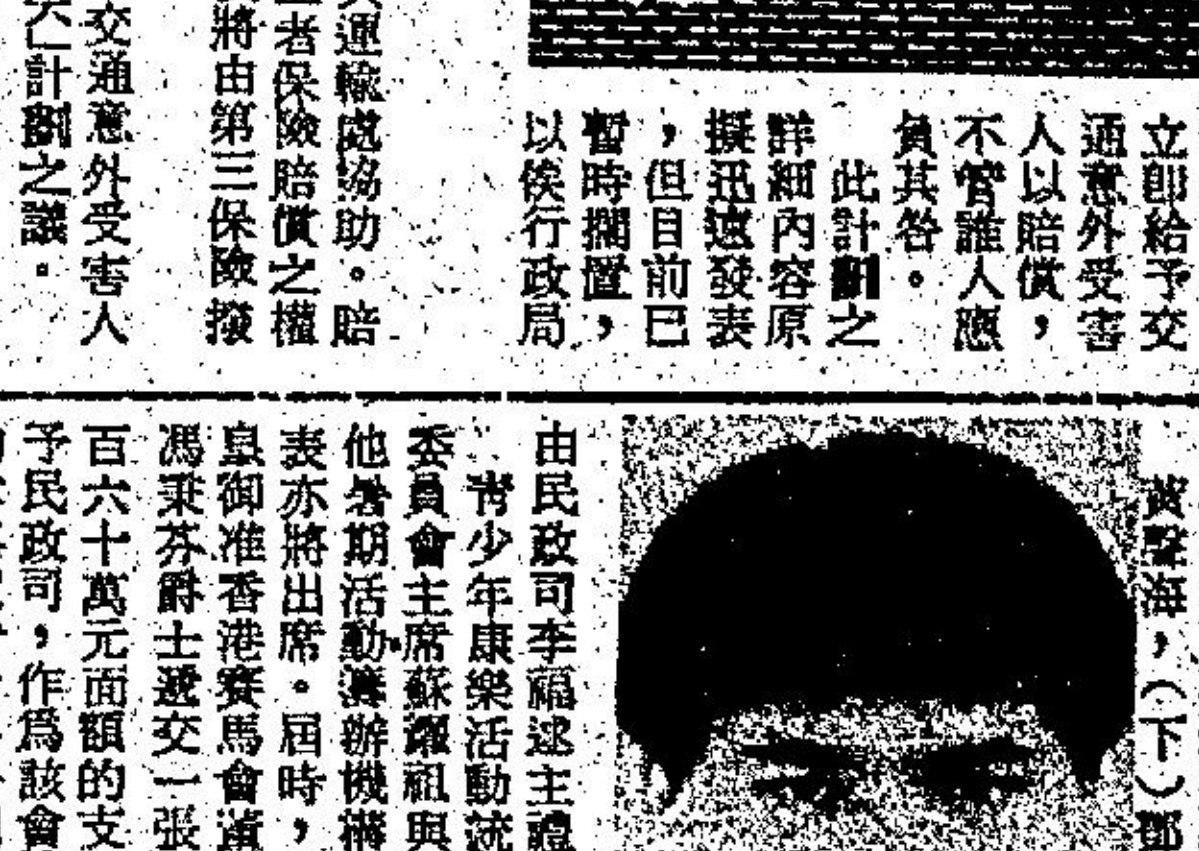 立即給予交
通意外受害
人以賠償，
不管誰人應
負其咎。
此計劃之
詳細內容原
擬迅速發表
，但目前已
暫時擱置，
以俟行政局
運輸處協助。賠
者保險賠償之權
將由第三保險撥
交通意外受害人
亡計劃之議。
黃聲海，（下）鄧
由民政司李福逑主禮
青少年康樂活動統
委員會主席蘇耀祖與
他暑期活動籌辦機構
表亦將出席。屆時，
皇御准香港賽馬會董
馮秉芬爵士遞交一張
百六十萬元面額的支
予民政司，作爲該會